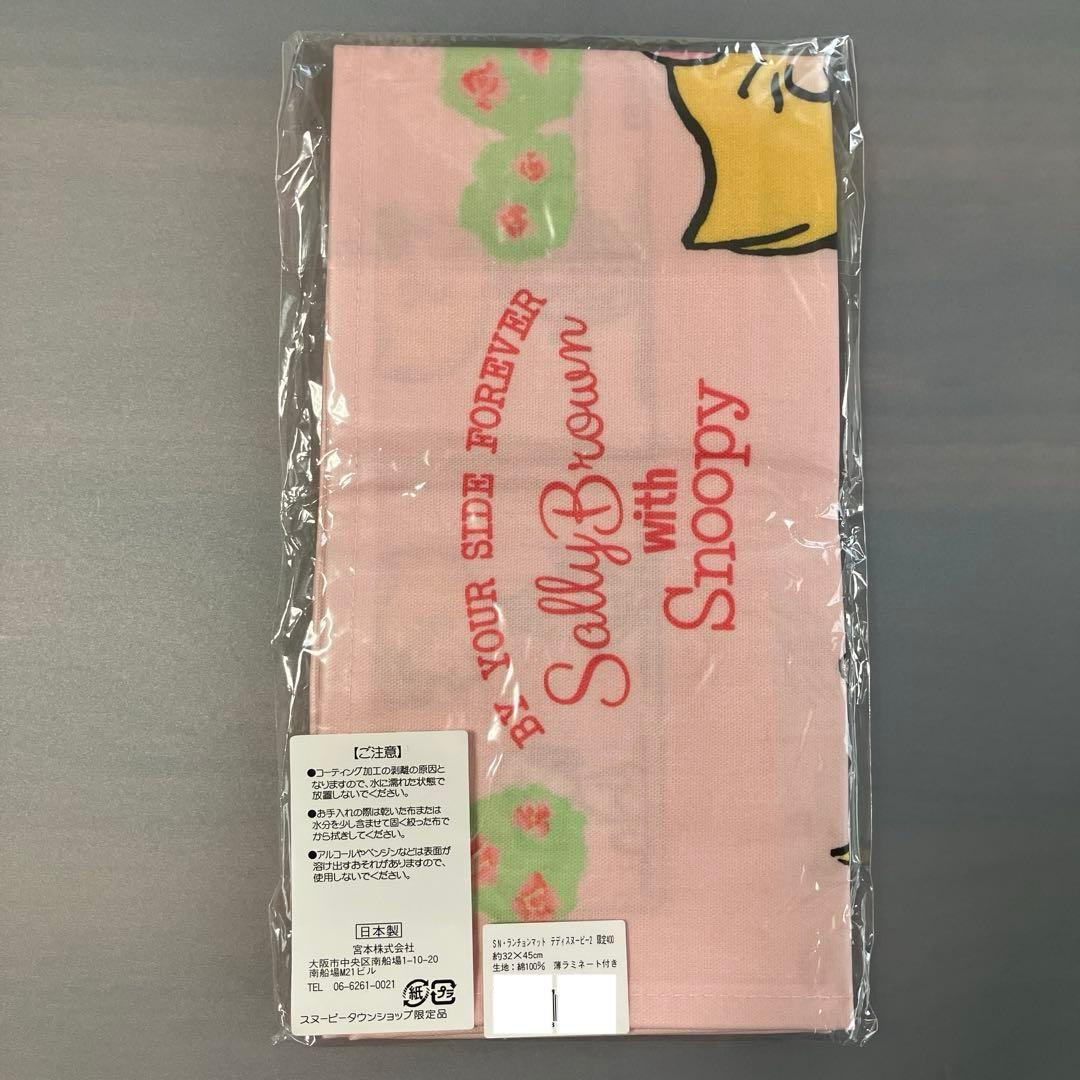 BY YOUR SIDE FOREVER
Sally Brown
with
Snoopy
【ご注意】
●コーティング加工の剥離の原因と
なりますので、水に濡れた状態で
放置しないでください。
●お手入れの際は乾いた布または
水分を少し含ませて固く絞った布で
から拭きしてください。
●アルコールやベンジンなどは表面が
溶け出すおそれがありますので、
使用しないでください。
日本製
宮本株式会社
大阪市中央区南船場1-10-20
南船場M21ビル
TEL 06-6261-0021
紙 プラ
スヌーピータウンショップ限定品
SN・ランチョンマット テディスヌーピー2 限定400
約32×45cm
生地：綿100% 薄ラミネート付き